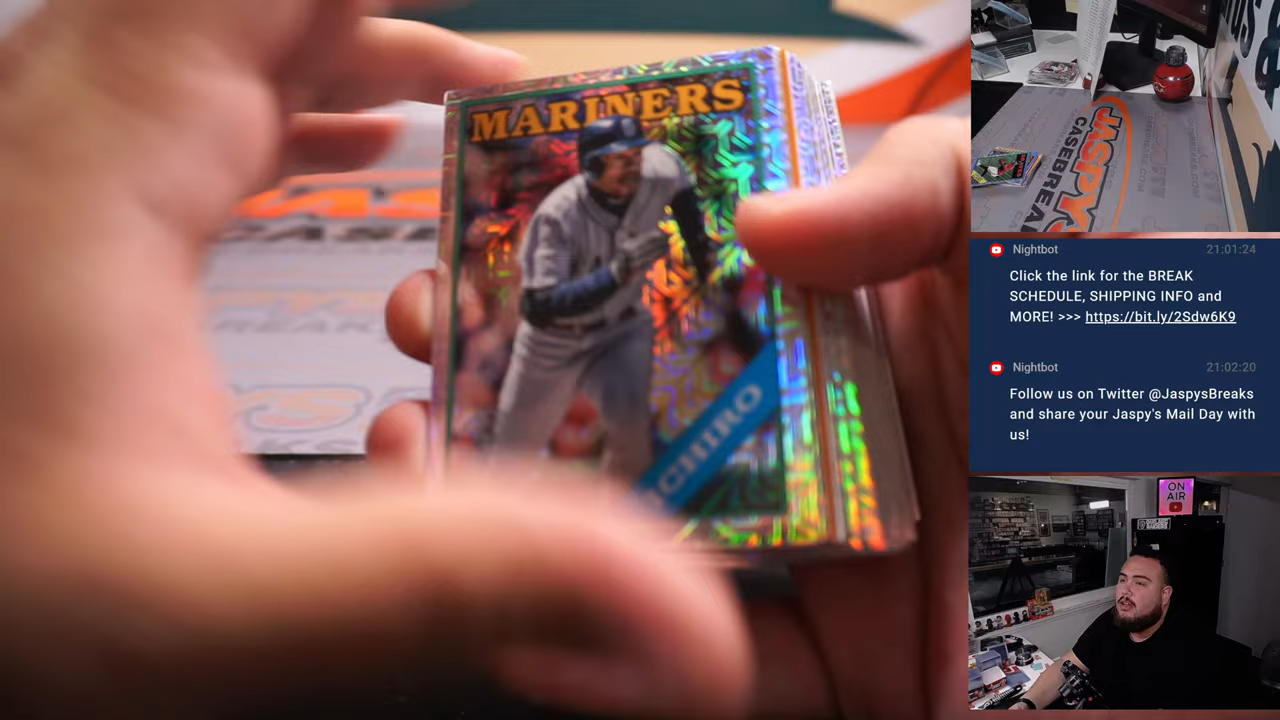 MARINERS
ICHIRO
JASPY'S
CASEBREA
Nightbot 21:01:24
Click the link for the BREAK
SCHEDULE, SHIPPING INFO and
MORE! >>> https://bit.ly/2Sdw6K9
Nightbot 21:02:20
Follow us on Twitter @JaspysBreaks
and share your Jaspy's Mail Day with
us!
ON
AIR